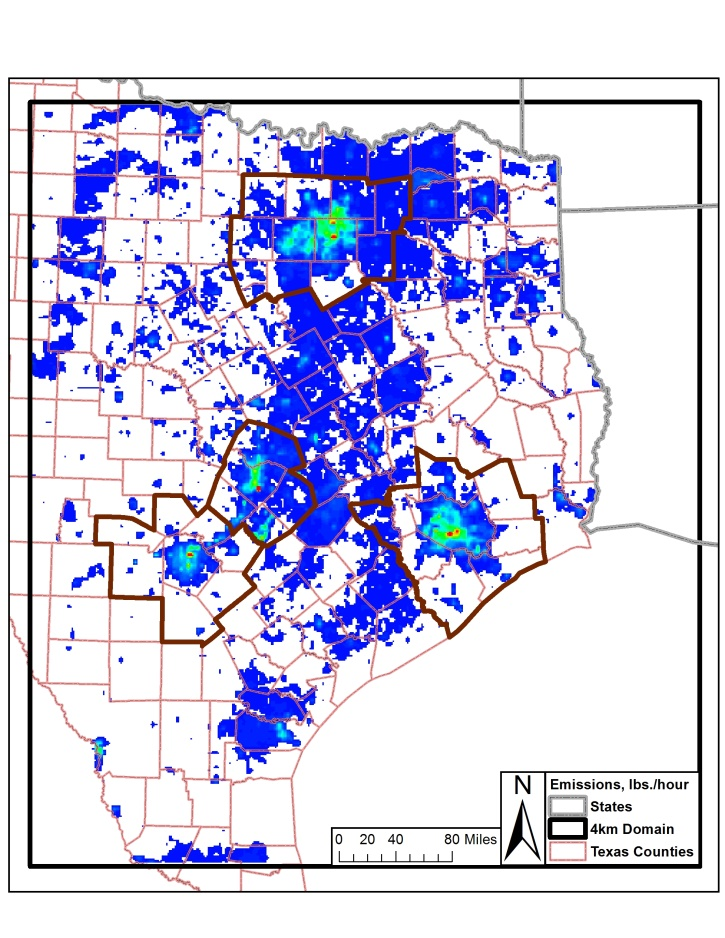 N
0 20 40 80 Miles
Emissions, lbs./hour
States
4km Domain
Texas Counties